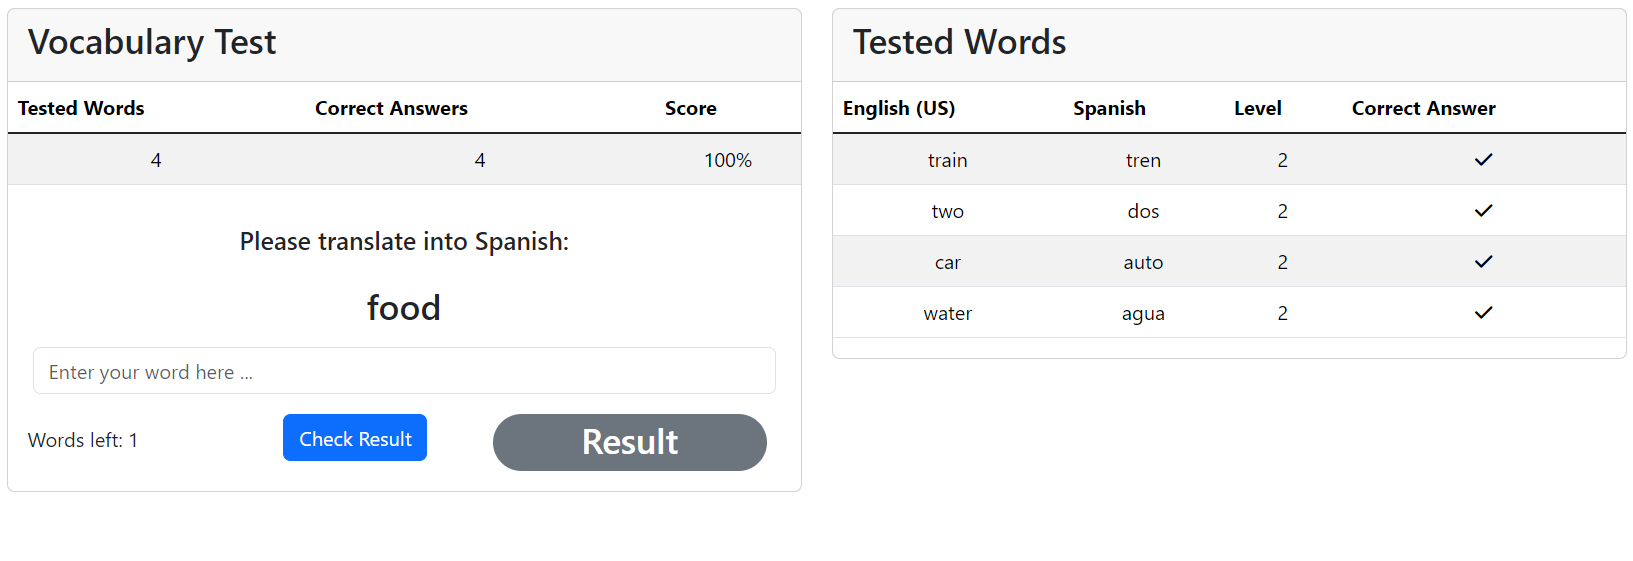 Vocabulary Test
Tested Words Correct Answers Score
4 4 100%
Please translate into Spanish:
food
Enter your word here ...
Words left: 1 Check Result Result
Tested Words
English (US) Spanish Level Correct Answer
train tren 2 ✓
two dos 2 ✓
car auto 2 ✓
water agua 2 ✓